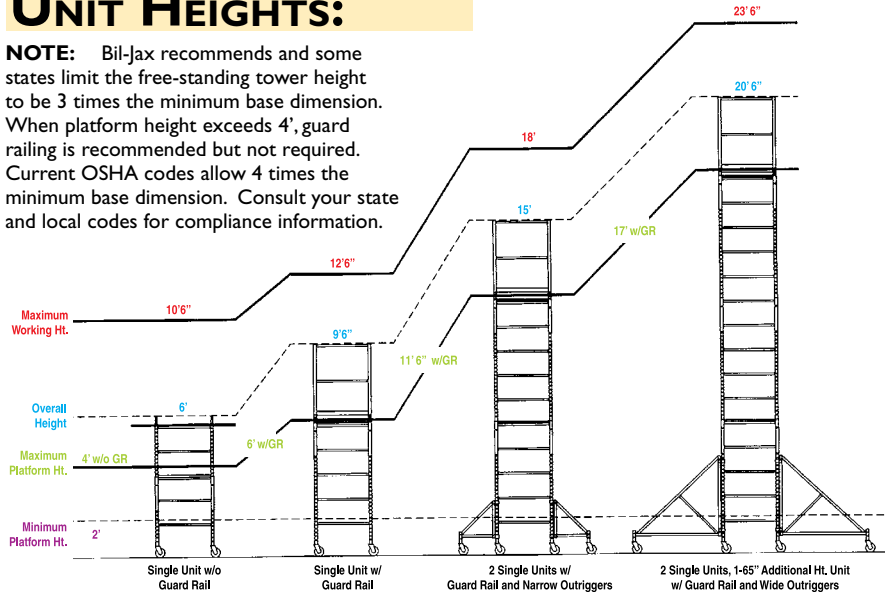 UNIT HEIGHTS:
NOTE: Bil-Jax recommends and some
states limit the free-standing tower height
to be 3 times the minimum base dimension.
When platform height exceeds 4', guard
railing is recommended but not required.
Current OSHA codes allow 4 times the
minimum base dimension. Consult your state
and local codes for compliance information.
23' 6"
20' 6"
18'
17' w/GR
15'
12'6"
11' 6" w/GR
Maximum
Working Ht.
10'6"
9'6"
Overall
Height
6'
6' w/GR
Maximum
Platform Ht.
4' w/o GR
Minimum
Platform Ht.
2'
Single Unit w/o
Guard Rail
Single Unit w/
Guard Rail
2 Single Units w/
Guard Rail and Narrow Outriggers
2 Single Units, 1-65" Additional Ht. Unit
w/ Guard Rail and Wide Outriggers